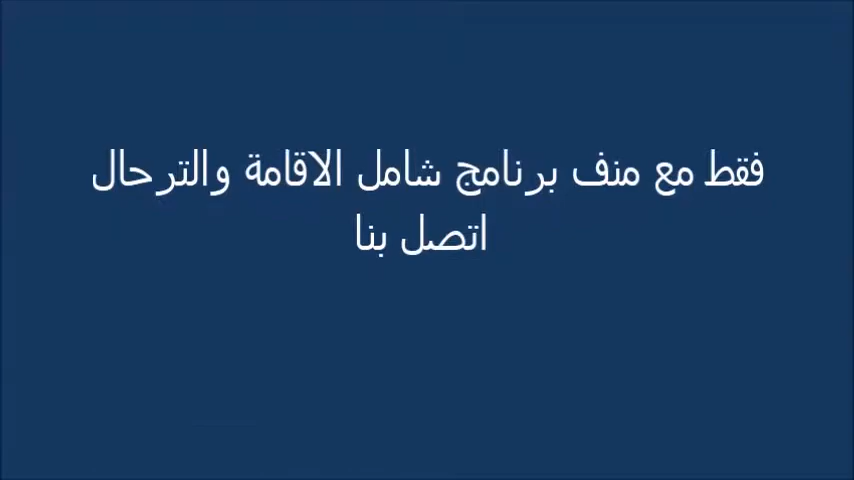 فقط مع منف برنامج شامل الاقامة والترحال
اتصل بنا